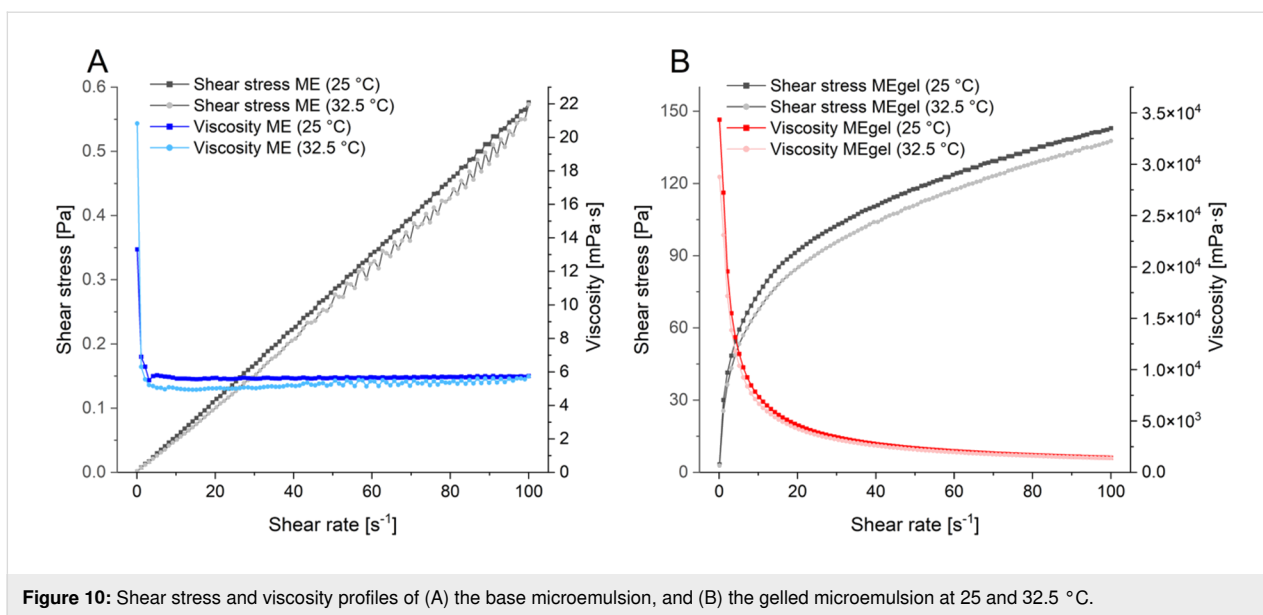 A
Shear stress ME (25 °C)
Shear stress ME (32.5 °C)
Viscosity ME (25 °C)
Viscosity ME (32.5 °C)
0.6
0.5
0.4
0.3
0.2
0.1
0.0
Shear stress [Pa]
22
20
18
16
14
12
10
8
6
4
2
0
Viscosity [mPa·s]
0 20 40 60 80 100
Shear rate [s⁻¹]
B
Shear stress MEgel (25 °C)
Shear stress MEgel (32.5 °C)
Viscosity MEgel (25 °C)
Viscosity MEgel (32.5 °C)
150
120
90
60
30
0
Shear stress [Pa]
3.5×10⁴
3.0×10⁴
2.5×10⁴
2.0×10⁴
1.5×10⁴
1.0×10⁴
5.0×10³
0.0
Viscosity [mPa·s]
0 20 40 60 80 100
Shear rate [s⁻¹]
Figure 10: Shear stress and viscosity profiles of (A) the base microemulsion, and (B) the gelled microemulsion at 25 and 32.5 °C.